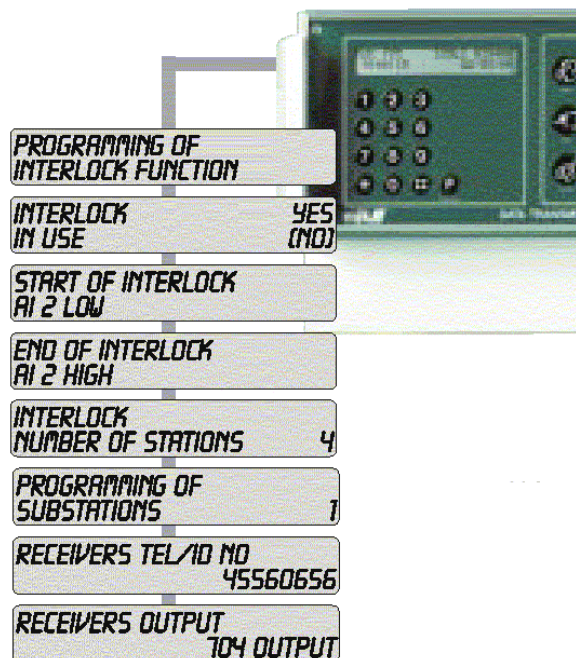 PROGRAMMING OF
INTERLOCK FUNCTION
INTERLOCK YES
IN USE (NO)
START OF INTERLOCK
AI 2 LOW
END OF INTERLOCK
AI 2 HIGH
INTERLOCK
NUMBER OF STATIONS 4
PROGRAMMING OF
SUBSTATIONS 1
RECEIVERS TEL/ID NO
45560656
RECEIVERS OUTPUT
704 OUTPUT
DATA